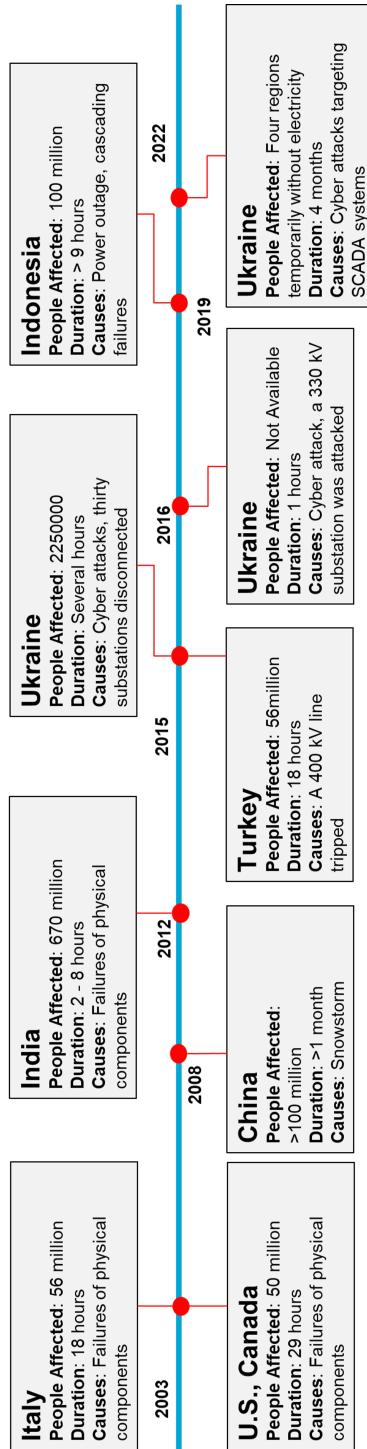 Italy
People Affected: 56 million
Duration: 18 hours
Causes: Failures of physical
components
India
People Affected: 670 million
Duration: 2 - 8 hours
Causes: Failures of physical
components
Ukraine
People Affected: 2250000
Duration: Several hours
Causes: Cyber attacks, thirty
substations disconnected
Indonesia
People Affected: 100 million
Duration: > 9 hours
Causes: Power outage, cascading
failures
2003
2008
2012
2015
2016
2019
2022
U.S., Canada
People Affected: 50 million
Duration: 29 hours
Causes: Failures of physical
components
China
People Affected:
>100 million
Duration: >1 month
Causes: Snowstorm
Turkey
People Affected: 56million
Duration: 18 hours
Causes: A 400 kV line
tripped
Ukraine
People Affected: Not Available
Duration: 1 hours
Causes: Cyber attack, a 330 kV
substation was attacked
Ukraine
People Affected: Four regions
temporarily without electricity
Duration: 4 months
Causes: Cyber attacks targeting
SCADA systems